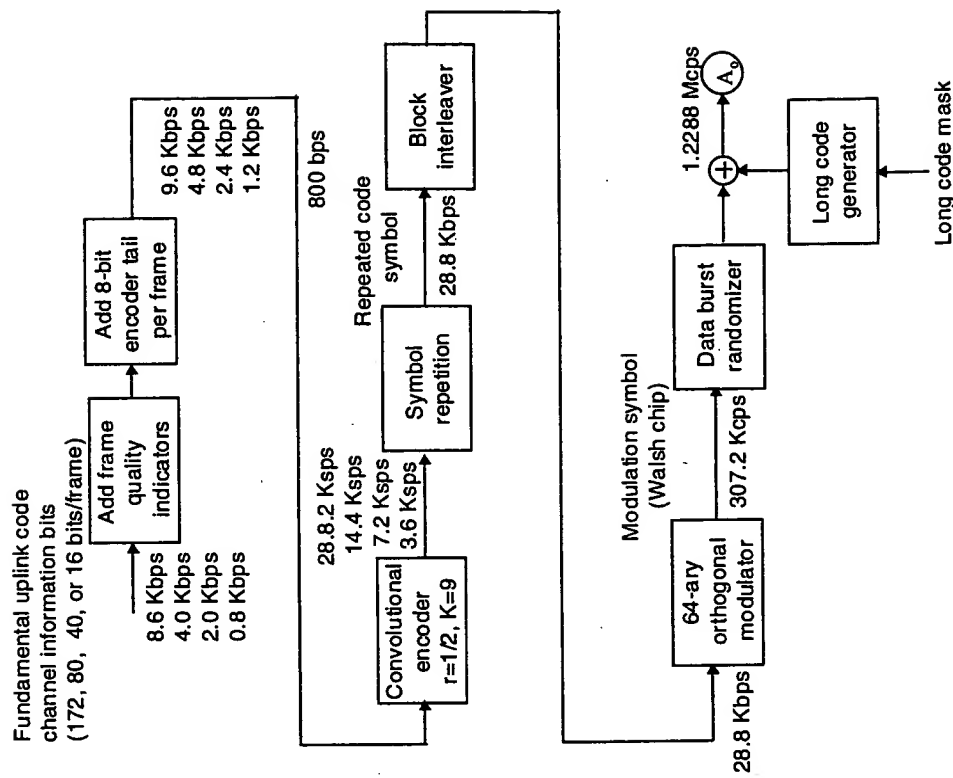 Fundamental uplink code
channel information bits
(172, 80, 40, or 16 bits/frame)
8.6 Kbps
4.0 Kbps
2.0 Kbps
0.8 Kbps
Add frame
quality
indicators
Add 8-bit
encoder tail
per frame
9.6 Kbps
4.8 Kbps
2.4 Kbps
1.2 Kbps
800 bps
Convolutional
encoder
r=1/2, K=9
28.8.2 Ksps
14.4 Ksps
7.2 Ksps
3.6 Ksps
Symbol
repetition
Repeated code
symbol
28.8 Kbps
Block
interleaver
28.8 Kbps
64-ary
orthogonal
modulator
Modulation symbol
(Walsh chip)
307.2 Kcps
Data burst
randomizer
+
1.2288 Mcps
A₀
Long code
generator
Long code mask